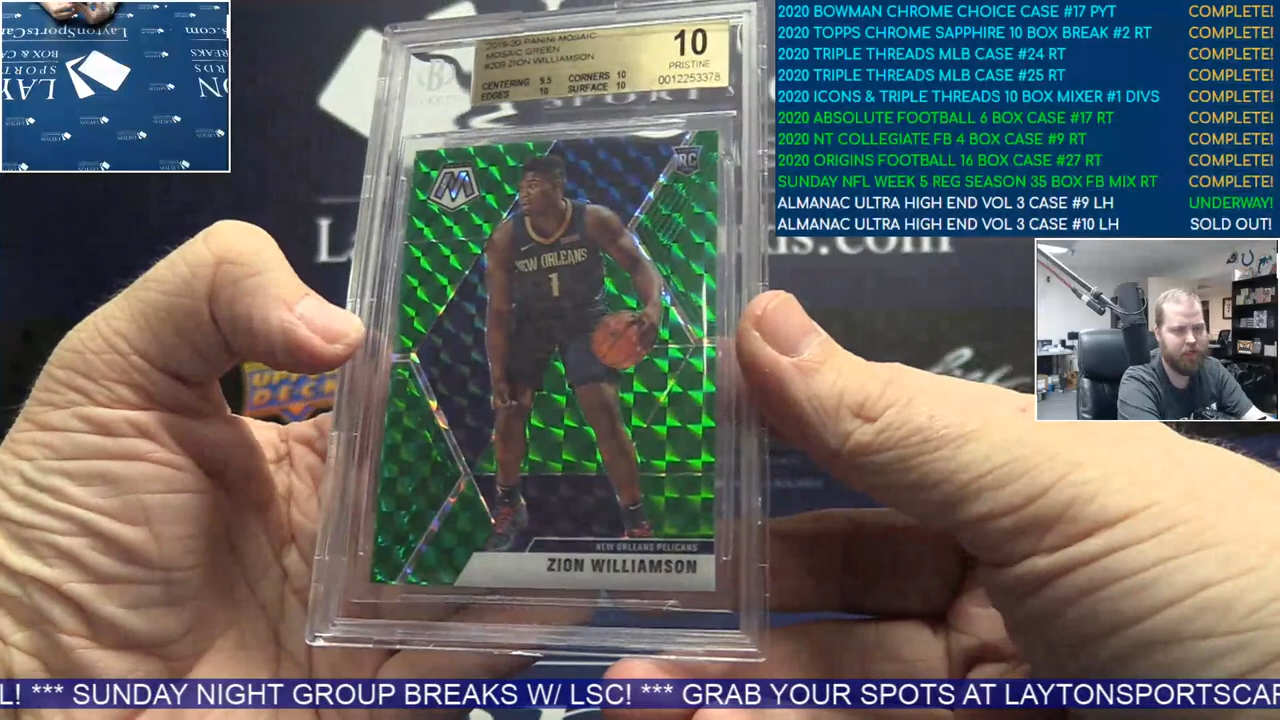 2020 BOWMAN CHROME CHOICE CASE #17 PYT COMPLETE!
2020 TOPPS CHROME SAPPHIRE 10 BOX BREAK #2 RT COMPLETE!
2020 TRIPLE THREADS MLB CASE #24 RT COMPLETE!
2020 TRIPLE THREADS MLB CASE #25 RT COMPLETE!
2020 ICONS & TRIPLE THREADS 10 BOX MIXER #1 DIVS COMPLETE!
2020 ABSOLUTE FOOTBALL 6 BOX CASE #17 RT COMPLETE!
2020 NT COLLEGIATE FB 4 BOX CASE #9 RT COMPLETE!
2020 ORIGINS FOOTBALL 16 BOX CASE #27 RT COMPLETE!
SUNDAY NFL WEEK 5 REG SEASON 35 BOX FB MIX RT COMPLETE!
ALMANAC ULTRA HIGH END VOL 3 CASE #9 LH UNDERWAY!
ALMANAC ULTRA HIGH END VOL 3 CASE #10 LH SOLD OUT!
2019-20 PANINI MOSAIC
MOSAIC GREEN
#209 ZION WILLIAMSON
CENTERING 9.5 CORNERS 10
EDGES 10 SURFACE 10
10
PRISTINE
0012253378
M
RC
NEW ORLEANS
1
UPPER
DECK
NEW ORLEANS PELICANS
ZION WILLIAMSON
L! *** SUNDAY NIGHT GROUP BREAKS W/ LSC! *** GRAB YOUR SPOTS AT LAYTONSPORTSCAR